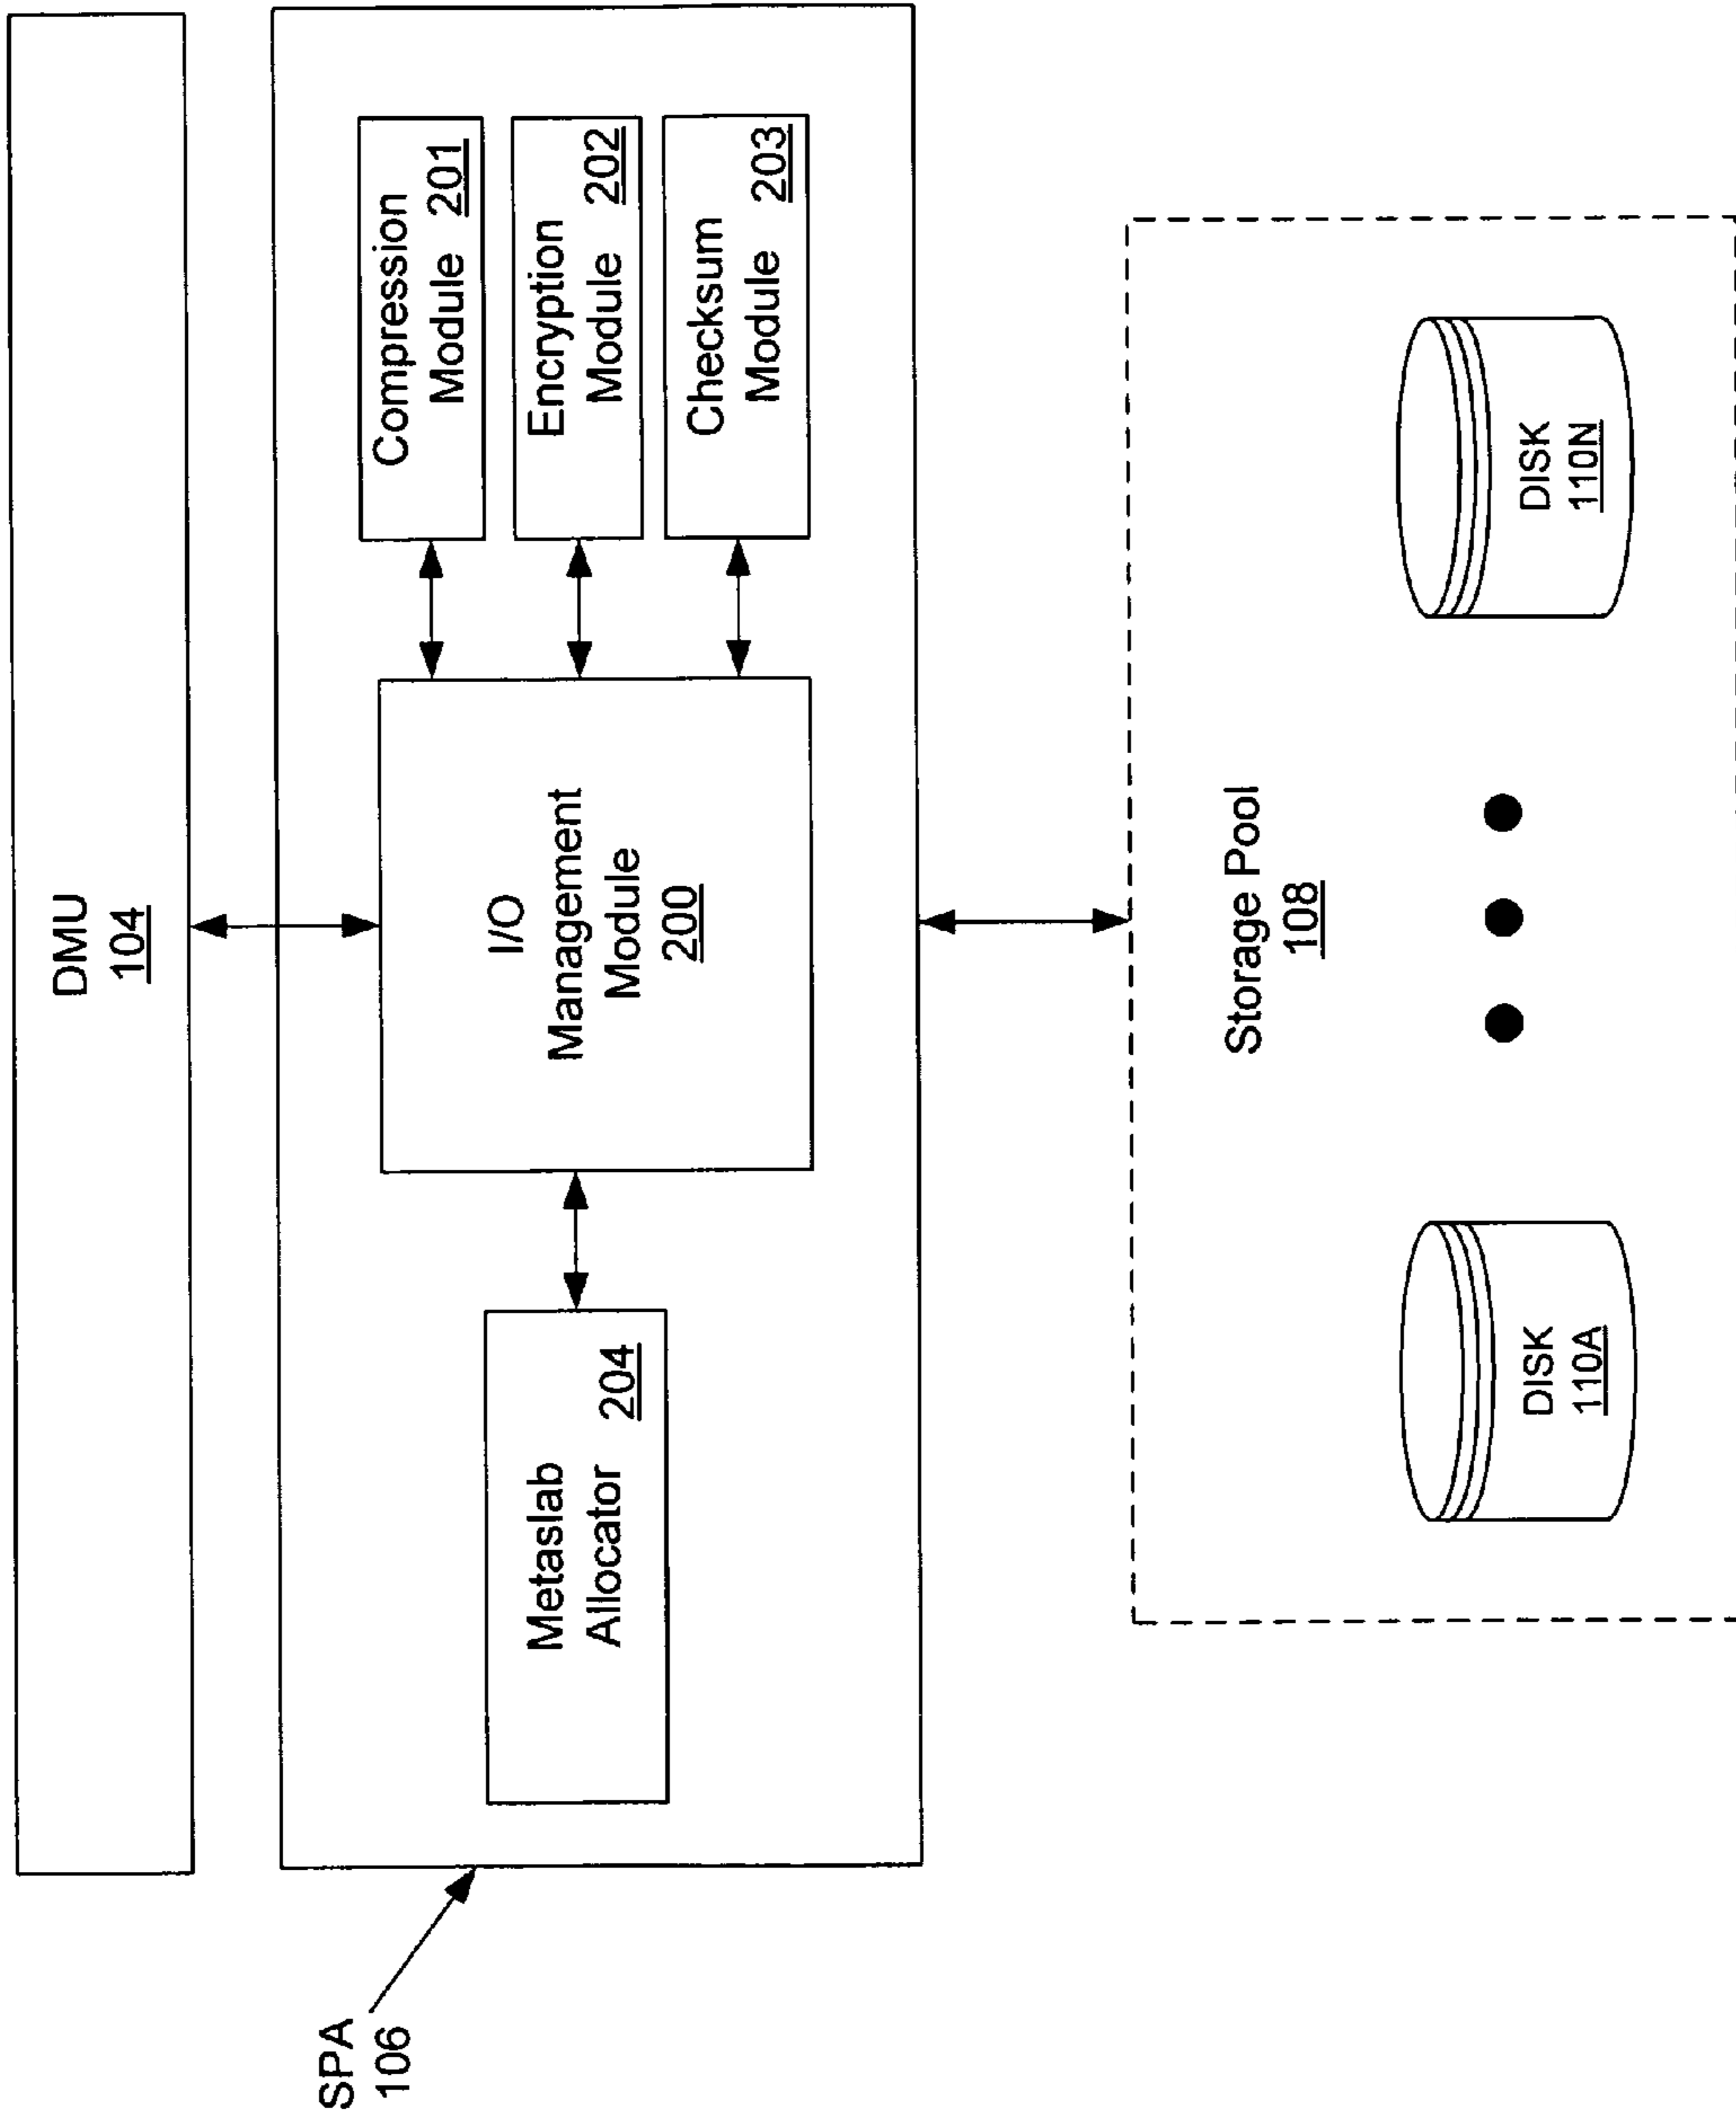 DMU
104
SPA
106
Metaslab
Allocator 204
I/O
Management
Module
200
Compression
Module 201
Encryption
Module 202
Checksum
Module 203
Storage Pool
108
DISK
110A
DISK
110N